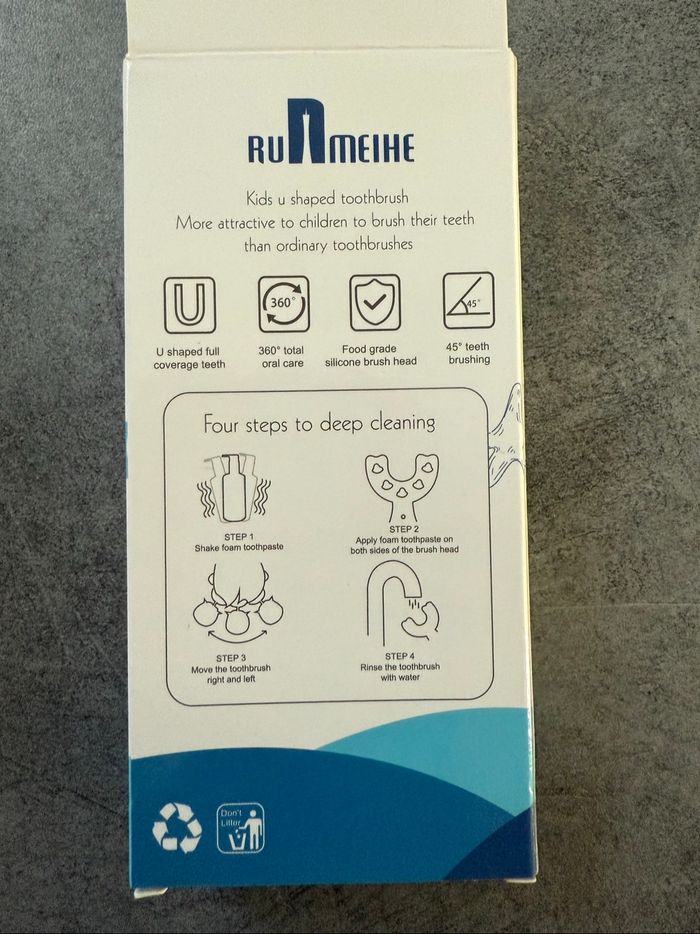 RUNMEIHE
Kids u shaped toothbrush
More attractive to children to brush their teeth
than ordinary toothbrushes
360°
45°
U shaped full
coverage teeth
360° total
oral care
Food grade
silicone brush head
45° teeth
brushing
Four steps to deep cleaning
STEP 1
Shake foam toothpaste
STEP 2
Apply foam toothpaste on
both sides of the brush head
STEP 3
Move the toothbrush
right and left
STEP 4
Rinse the toothbrush
with water
Don't
Litter